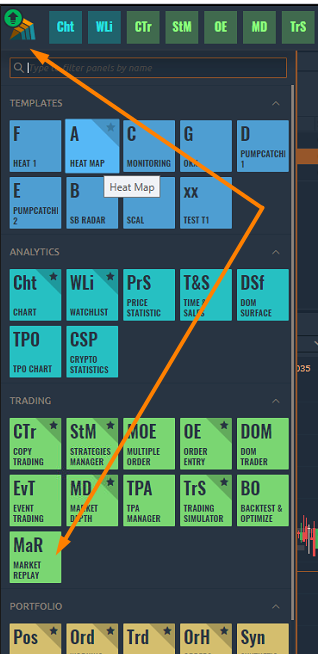 Cht WLi CTr StM OE MD TrS
Type to filter panels by name
TEMPLATES
F A C G D
HEAT 1 HEAT MAP MONITORING PUMPCATCHI
1
Heat Map
E B SCAL xx
PUMPCATCHI
2 SB RADAR SCAL TEST T1
ANALYTICS
Cht WLi PrS T&S DSf
CHART WATCHLIST PRICE STATISTIC TIME & SALES DOM SURFACE
TPO CSP
TPO CHART CRYPTO STATISTICS
TRADING
CTr StM MOE OE DOM
COPY TRADING STRATEGIES MANAGER MULTIPLE ORDER ORDER ENTRY DOM TRADER
EvT MD TPA TrS BO
EVENT TRADING MARKET DEPTH TPA MANAGER TRADING SIMULATOR BACKTEST & OPTIMIZE
MaR
MARKET REPLAY
PORTFOLIO
Pos Ord Trd OrH Syn
035